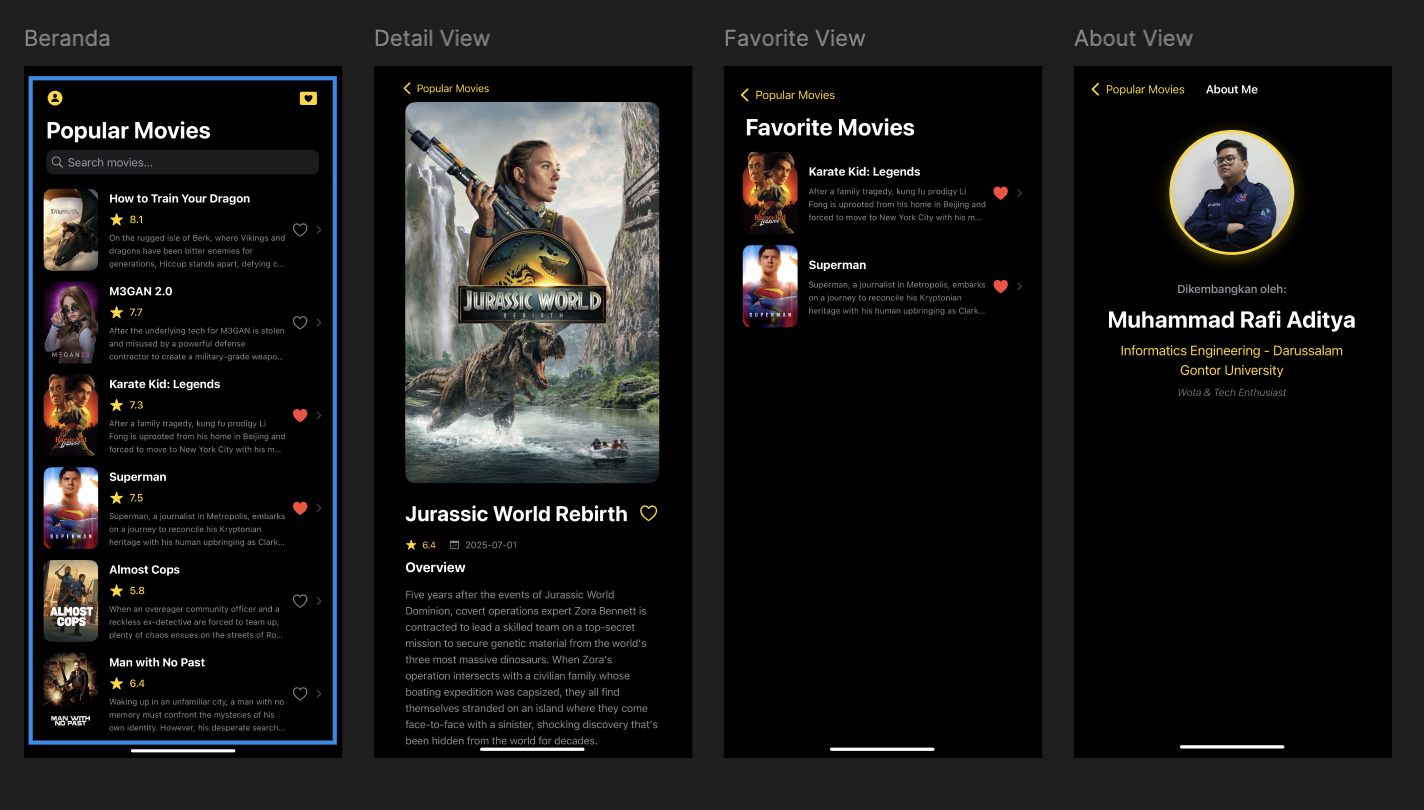 Beranda
Popular Movies
Search movies...
How to Train Your Dragon
8.1
On the rugged isle of Berk, where Vikings and
dragons have been bitter enemies for
generations, Hiccup stands apart, defying c...
M3GAN 2.0
7.7
After the underlying tech for M3GAN is stolen
and misused by a powerful defense
contractor to create a military-grade weapo...
M3GAN 2.0
Karate Kid: Legends
7.3
After a family tragedy, kung fu prodigy Li
Fong is uprooted from his home in Beijing and
forced to move to New York City with his m...
Karate Kid
Superman
7.5
Superman, a journalist in Metropolis, embarks
on a journey to reconcile his Kryptonian
heritage with his human upbringing as Clark...
SUPERMAN
Almost Cops
5.8
When an overeager community officer and a
reckless ex-detective are forced to team up,
plenty of chaos ensues on the streets of Ro...
ALMOST
COPS
Man with No Past
6.4
Waking up in an unfamiliar city, a man with no
memory must confront the mysteries of his
own identity. However, his desperate search...
MAN WITH
NO PAST
Detail View
Popular Movies
JURASSIC WORLD
REBIRTH
Jurassic World Rebirth
6.4 2025-07-01
Overview
Five years after the events of Jurassic World
Dominion, covert operations expert Zora Bennett is
contracted to lead a skilled team on a top-secret
mission to secure genetic material from the world's
three most massive dinosaurs. When Zora's
operation intersects with a civilian family whose
boating expedition was capsized, they all find
themselves stranded on an island where they come
face-to-face with a sinister, shocking discovery that's
been hidden from the world for decades.
Favorite View
Popular Movies
Favorite Movies
Karate Kid: Legends
After a family tragedy, kung fu prodigy Li
Fong is uprooted from his home in Beijing and
forced to move to New York City with his m...
Karate Kid
Superman
Superman, a journalist in Metropolis, embarks
on a journey to reconcile his Kryptonian
heritage with his human upbringing as Clark...
SUPERMAN
About View
Popular Movies
About Me
Dikembangkan oleh:
Muhammad Rafi Aditya
Informatics Engineering - Darussalam
Gontor University
Wota & Tech Enthusiast